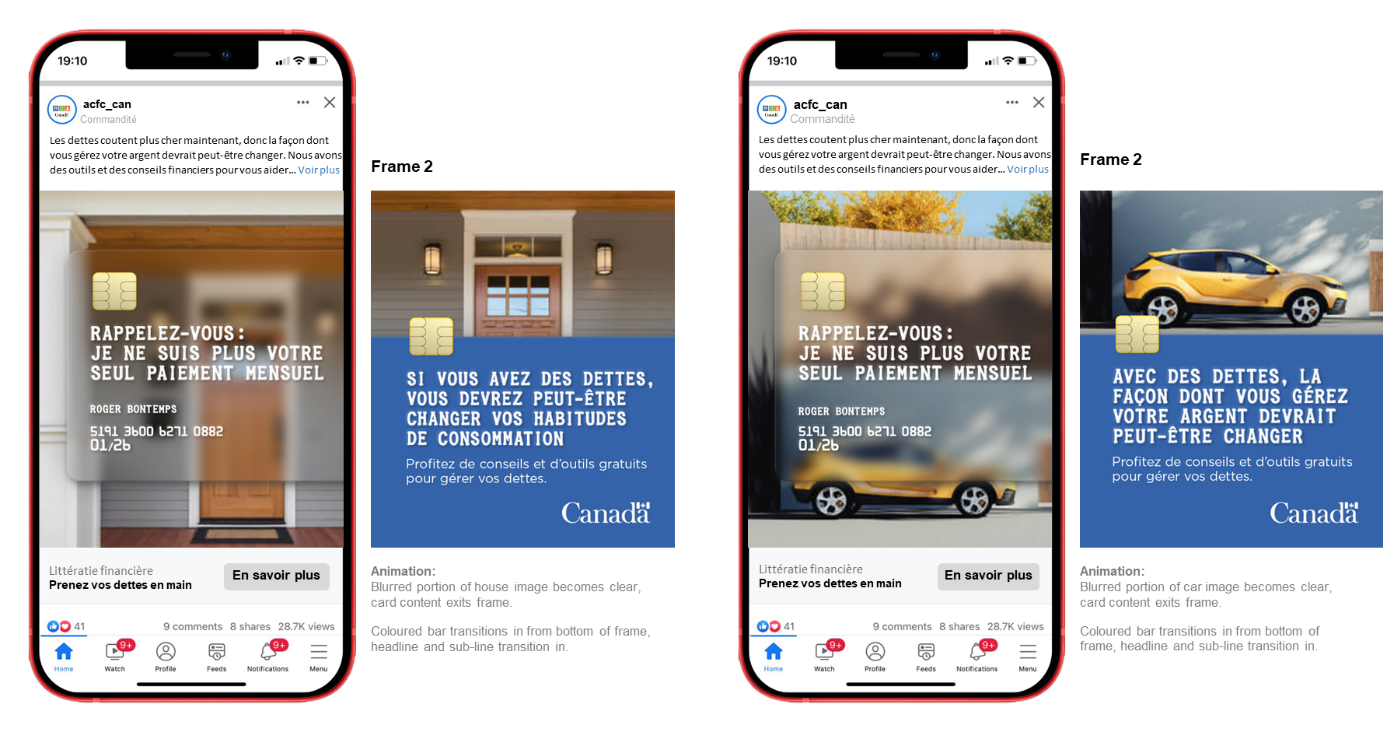 19:10
acfc_can
Commandité
Les dettes coutent plus cher maintenant, donc la façon dont
vous gérez votre argent devrait peut-être changer. Nous avons
des outils et des conseils financiers pour vous aider... Voir plus
RAPPELEZ-VOUS :
JE NE SUIS PLUS VOTRE
SEUL PAIEMENT MENSUEL
ROGER BONTEMPS
5191 3600 6271 0882
01/26
Littératie financière
Prenez vos dettes en main
En savoir plus
41
9 comments 8 shares 28.7K views
9+
9+
Home Watch Profile Feeds Notifications Menu
Frame 2
SI VOUS AVEZ DES DETTES,
VOUS DEVREZ PEUT-ÊTRE
CHANGER VOS HABITUDES
DE CONSOMMATION
Profitez de conseils et d'outils gratuits
pour gérer vos dettes.
Canada
Animation:
Blurred portion of house image becomes clear,
card content exits frame.
Coloured bar transitions in from bottom of frame,
headline and sub-line transition in.
19:10
acfc_can
Commandité
Les dettes coutent plus cher maintenant, donc la façon dont
vous gérez votre argent devrait peut-être changer. Nous avons
des outils et des conseils financiers pour vous aider... Voir plus
RAPPELEZ-VOUS :
JE NE SUIS PLUS VOTRE
SEUL PAIEMENT MENSUEL
ROGER BONTEMPS
5191 3600 6271 0882
01/26
Littératie financière
Prenez vos dettes en main
En savoir plus
41
9 comments 8 shares 28.7K views
9+
9+
Home Watch Profile Feeds Notifications Menu
Frame 2
AVEC DES DETTES, LA
FAÇON DONT VOUS GÉREZ
VOTRE ARGENT DEVRAIT
PEUT-ÊTRE CHANGER
Profitez de conseils et d'outils gratuits
pour gérer vos dettes.
Canada
Animation:
Blurred portion of car image becomes clear,
card content exits frame.
Coloured bar transitions in from bottom of
frame, headline and sub-line transition in.